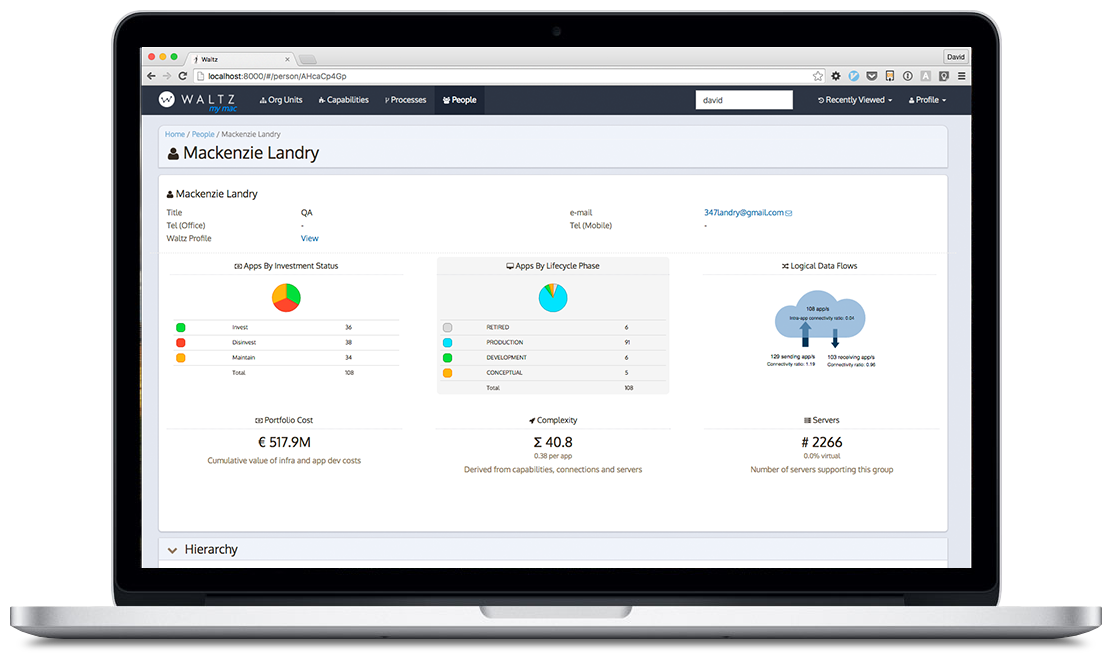 Waltz
David
localhost:8000/#/person/AHcaCp4Gp
WALTZ
my mac
Org Units
Capabilities
Processes
People
david
Recently Viewed
Profile
Home / People / Mackenzie Landry
Mackenzie Landry
Mackenzie Landry
Title QA e-mail 347landry@gmail.com
Tel (Office) - Tel (Mobile) -
Waltz Profile View
Apps By Investment Status
Invest 36
Disinvest 38
Maintain 34
Total 108
Apps By Lifecycle Phase
RETIRED 6
PRODUCTION 91
DEVELOPMENT 6
CONCEPTUAL 5
Total 108
Logical Data Flows
108 app/s
Intra-app connectivity ratio: 0.04
129 sending app/s
Connectivity ratio: 1.19
103 receiving app/s
Connectivity ratio: 0.96
Portfolio Cost
€ 517.9M
Cumulative value of infra and app dev costs
Complexity
Σ 40.8
0.38 per app
Derived from capabilities, connections and servers
Servers
# 2266
0.0% virtual
Number of servers supporting this group
Hierarchy